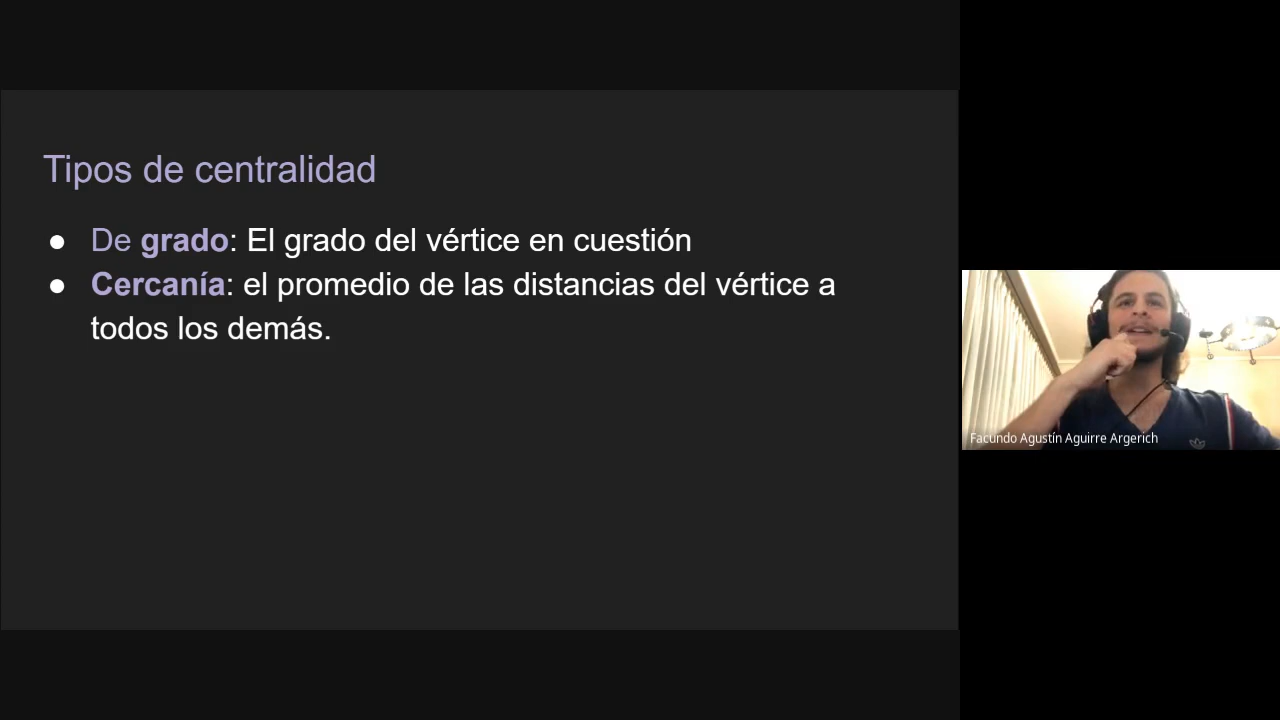 Tipos de centralidad
● De grado: El grado del vértice en cuestión
● Cercanía: el promedio de las distancias del vértice a
todos los demás.
Facundo Agustín Aguirre Argerich